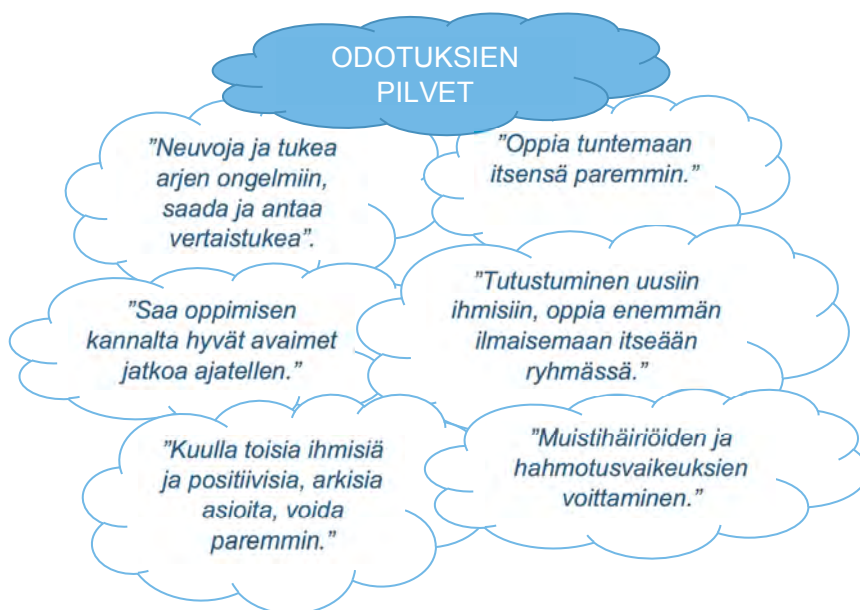 ODOTUKSIEN
PILVET
"Neuvoja ja tukea
arjen ongelmiin,
saada ja antaa
vertaistukea".
"Oppia tuntemaan
itsensä paremmin."
"Saa oppimisen
kannalta hyvät avaimet
jatkoa ajatellen."
"Tutustuminen uusiin
ihmisiin, oppia enemmän
ilmaisemaan itseään
ryhmässä."
"Kuulla toisia ihmisiä
ja positiivisia, arkisia
asioita, voida
paremmin."
"Muistihäiriöiden ja
hahmotusvaikeuksien
voittaminen."